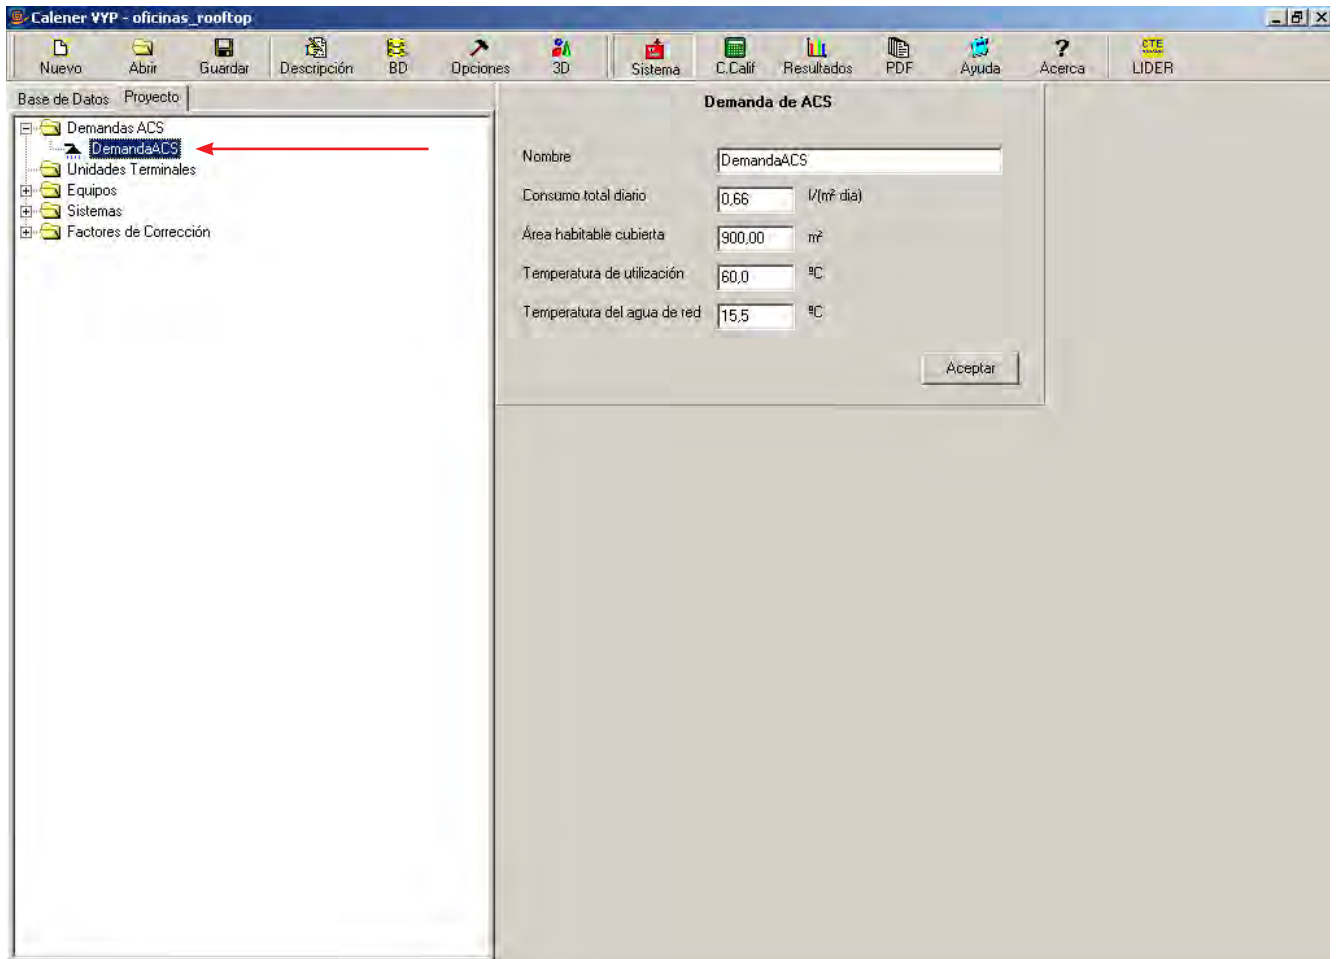 Calener VYP - oficinas_rooftop
Nuevo Abrir Guardar Descripción BD Opciones 3D Sistema C.Calif Resultados PDF Ayuda ? Acerca CTE LIDER
Base de Datos Proyecto
Demandas ACS
DemandaACS
Unidades Terminales
Equipos
Sistemas
Factores de Corrección
Demanda de ACS
Nombre DemandaACS
Consumo total diario 0,66 l/(m² dia)
Área habitable cubierta 900,00 m²
Temperatura de utilización 60,0 ºC
Temperatura del agua de red 15,5 ºC
Aceptar